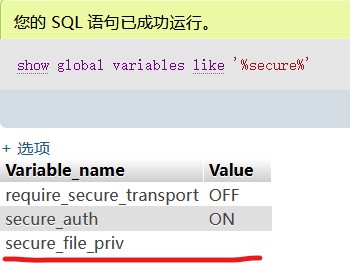 您的 SQL 语句已成功运行。
show global variables like '%secure%'
+ 选项
Variable_name Value
require_secure_transport OFF
secure_auth ON
secure_file_priv